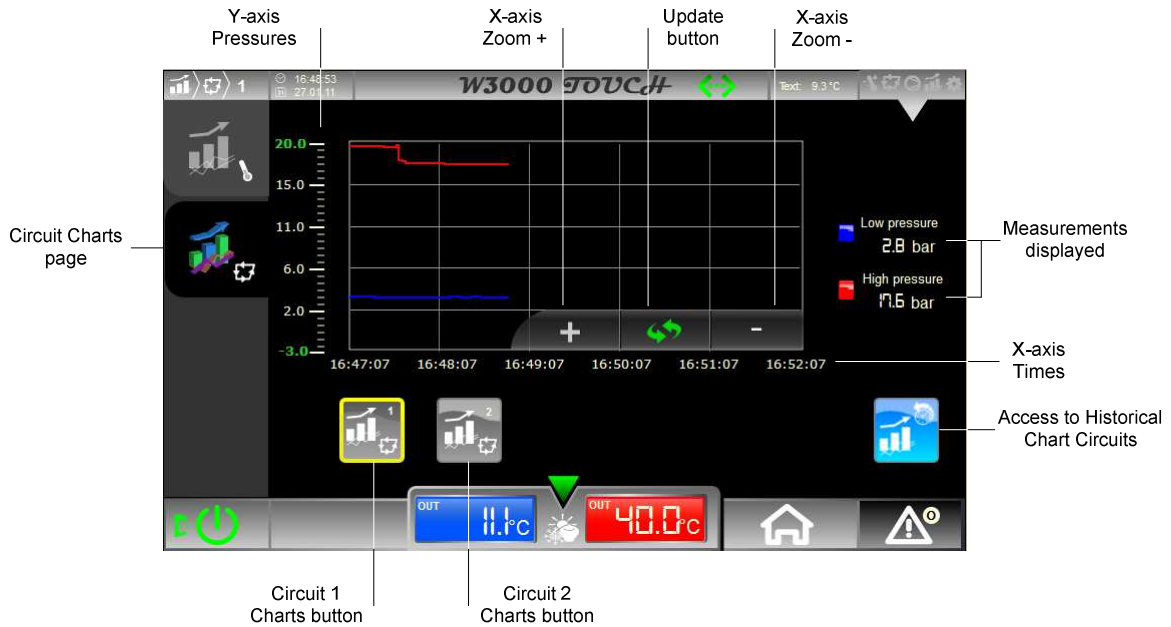 Y-axis
Pressures
X-axis
Zoom +
Update
button
X-axis
Zoom -
1
16:48:53
27.01.11
W3000 TOUCH
Text: 9.3°C
20.0
15.0
11.0
6.0
2.0
-3.0
Low pressure
2.8 bar
High pressure
17.6 bar
Circuit Charts
page
Measurements
displayed
+
-
16:47:07 16:48:07 16:49:07 16:50:07 16:51:07 16:52:07
X-axis
Times
1
2
Access to Historical
Chart Circuits
OUT
11.1°C
OUT
40.0°C
0
Circuit 1
Charts button
Circuit 2
Charts button